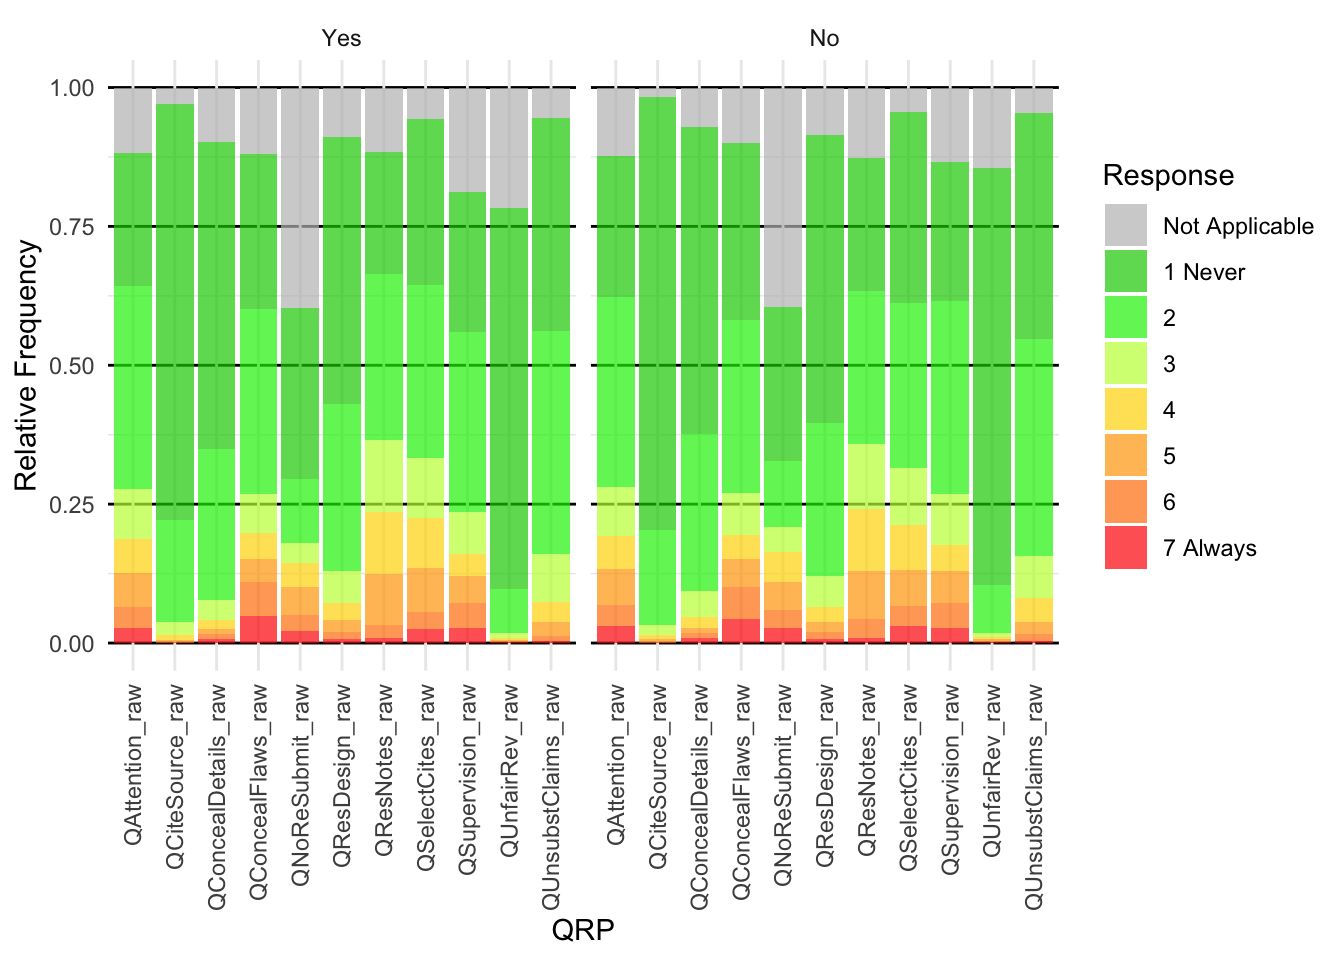 Yes
No
Relative Frequency
1.00
0.75
0.50
0.25
0.00
QAttention_raw
QCiteSource_raw
QConcealDetails_raw
QConcealFlaws_raw
QNoReSubmit_raw
QResDesign_raw
QResNotes_raw
QSelectCites_raw
QSupervision_raw
QUnfairRev_raw
QUnsubstClaims_raw
QAttention_raw
QCiteSource_raw
QConcealDetails_raw
QConcealFlaws_raw
QNoReSubmit_raw
QResDesign_raw
QResNotes_raw
QSelectCites_raw
QSupervision_raw
QUnfairRev_raw
QUnsubstClaims_raw
QRP
Response
Not Applicable
1 Never
2
3
4
5
6
7 Always